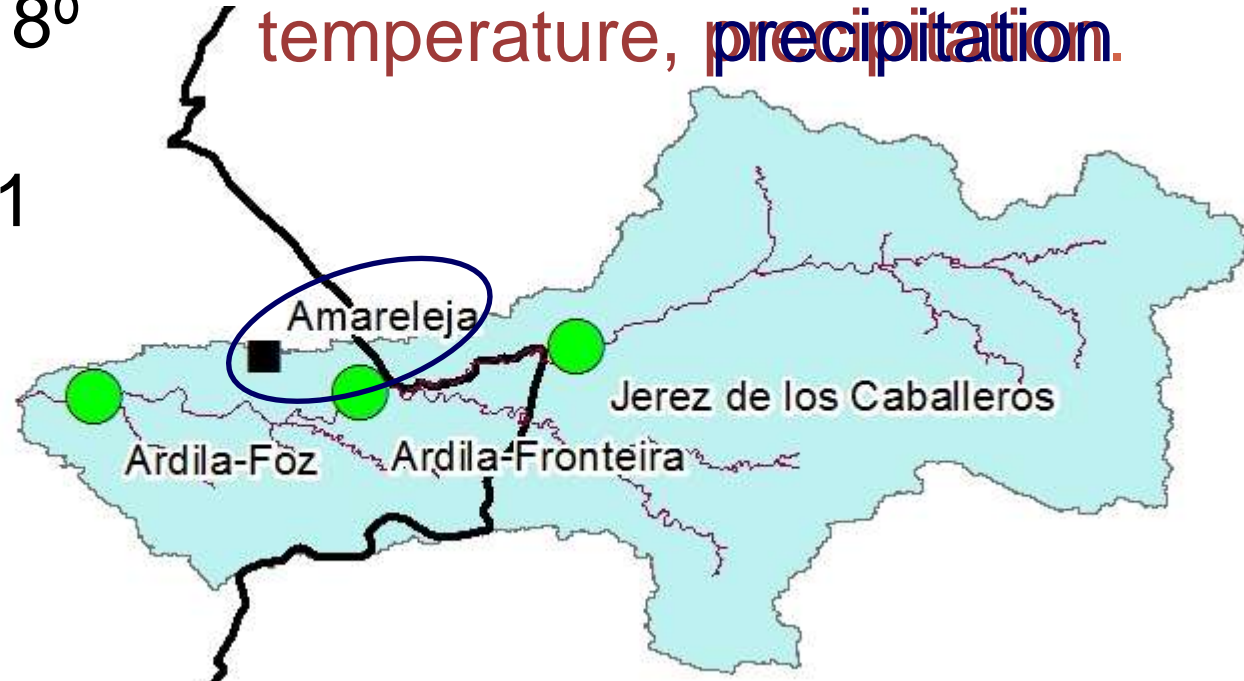 8º
temperature, precipitation.
1
Amareleja
Jerez de los Caballeros
Ardila-Foz
Ardila-Fronteira